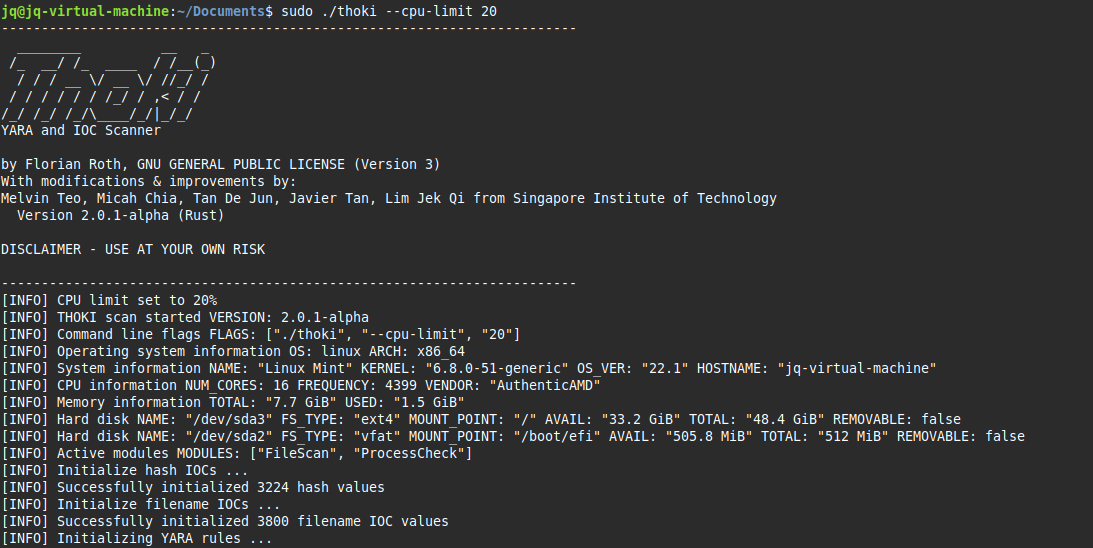 jq@jq-virtual-machine:~/Documents$ sudo ./thoki --cpu-limit 20
------------------------------------------------------------------------
  ________          __   _
 /_  __/ /_  ____  / /__(_)
  / / / __ \/ __ \/ //_/ /
 / / / / / / /_/ / ,< / /
/_/ /_/ /_/\____/_/|_/_/
YARA and IOC Scanner

by Florian Roth, GNU GENERAL PUBLIC LICENSE (Version 3)
With modifications & improvements by:
Melvin Teo, Micah Chia, Tan De Jun, Javier Tan, Lim Jek Qi from Singapore Institute of Technology
  Version 2.0.1-alpha (Rust)

DISCLAIMER - USE AT YOUR OWN RISK

------------------------------------------------------------------------
[INFO] CPU limit set to 20%
[INFO] THOKI scan started VERSION: 2.0.1-alpha
[INFO] Command line flags FLAGS: ["./thoki", "--cpu-limit", "20"]
[INFO] Operating system information OS: linux ARCH: x86_64
[INFO] System information NAME: "Linux Mint" KERNEL: "6.8.0-51-generic" OS_VER: "22.1" HOSTNAME: "jq-virtual-machine"
[INFO] CPU information NUM_CORES: 16 FREQUENCY: 4399 VENDOR: "AuthenticAMD"
[INFO] Memory information TOTAL: "7.7 GiB" USED: "1.5 GiB"
[INFO] Hard disk NAME: "/dev/sda3" FS_TYPE: "ext4" MOUNT_POINT: "/" AVAIL: "33.2 GiB" TOTAL: "48.4 GiB" REMOVABLE: false
[INFO] Hard disk NAME: "/dev/sda2" FS_TYPE: "vfat" MOUNT_POINT: "/boot/efi" AVAIL: "505.8 MiB" TOTAL: "512 MiB" REMOVABLE: false
[INFO] Active modules MODULES: ["FileScan", "ProcessCheck"]
[INFO] Initialize hash IOCs ...
[INFO] Successfully initialized 3224 hash values
[INFO] Initialize filename IOCs ...
[INFO] Successfully initialized 3800 filename IOC values
[INFO] Initializing YARA rules ...